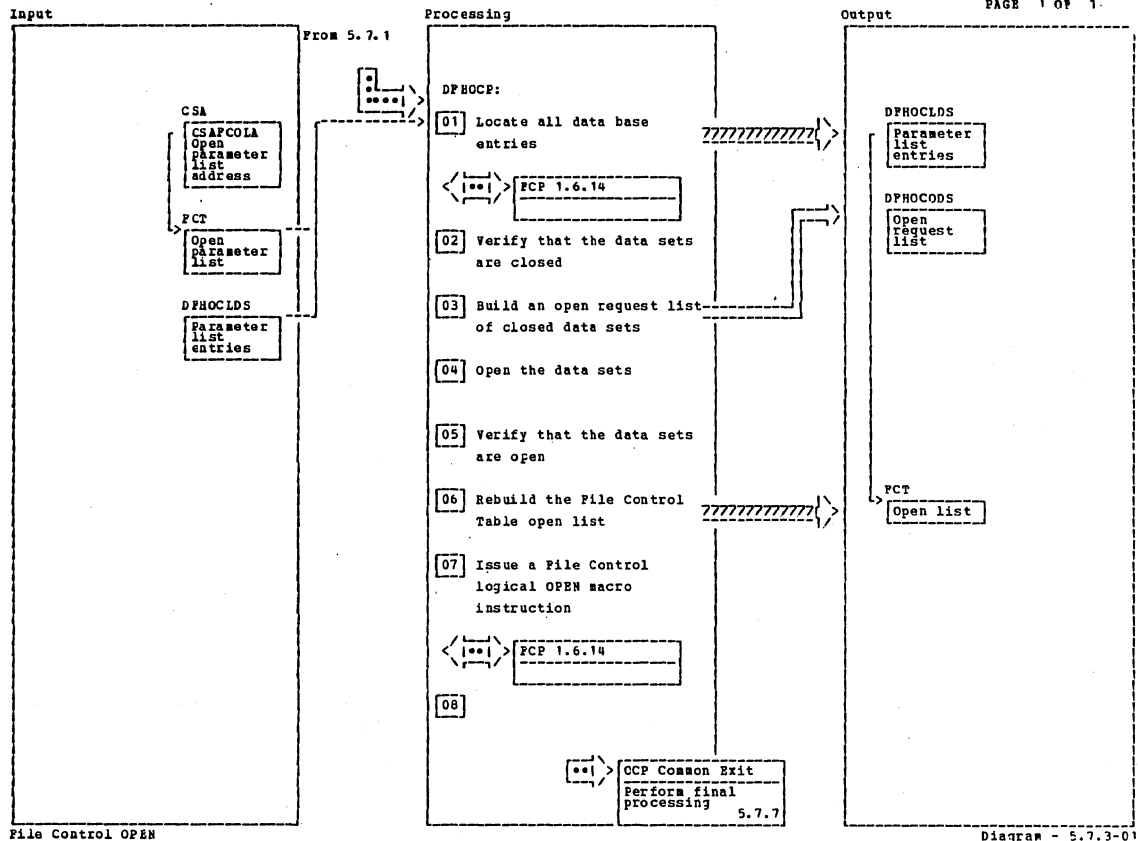 PAGE 1 OF 1
Input
Processing
Output
From 5.7.1
DFHOCP:
CSA
CSAFCOLA
Open
parameter
list
address
FCT
Open
parameter
list
DFHOCLDS
Parameter
list
entries
01 Locate all data base
entries
FCP 1.6.14
02 Verify that the data sets
are closed
03 Build an open request list
of closed data sets
04 Open the data sets
05 Verify that the data sets
are open
06 Rebuild the File Control
Table open list
07 Issue a File Control
logical OPEN macro
instruction
FCP 1.6.14
08
OCP Common Exit
Perform final
processing
5.7.7
DFHOCLDS
Parameter
list
entries
DFHOCODS
Open
request
list
FCT
Open list
File Control OPEN
Diagram - 5.7.3-01